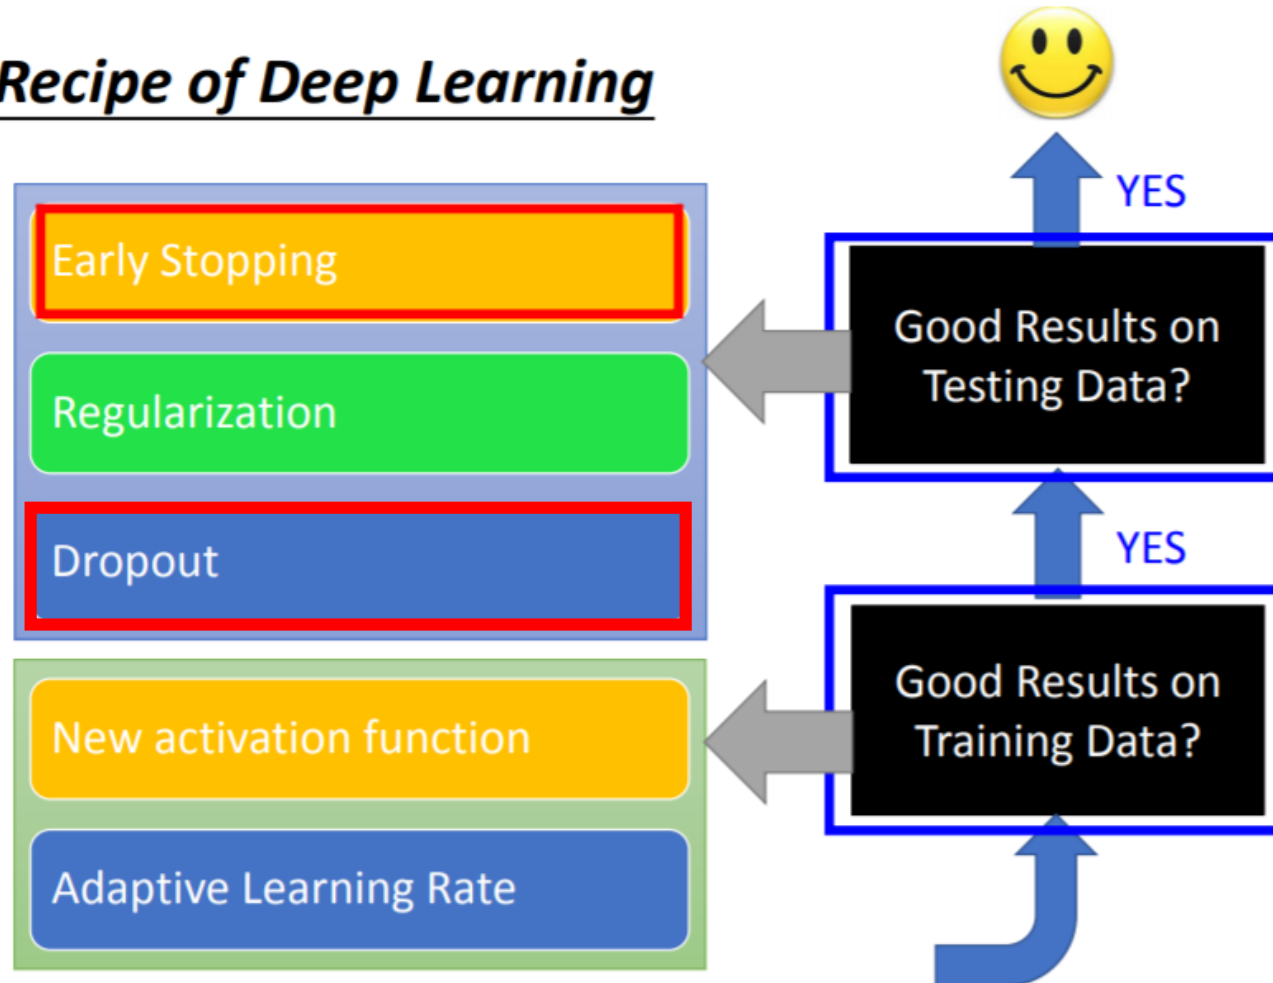 Recipe of Deep Learning
YES
Early Stopping
Regularization
Dropout
Good Results on
Testing Data?
YES
New activation function
Adaptive Learning Rate
Good Results on
Training Data?